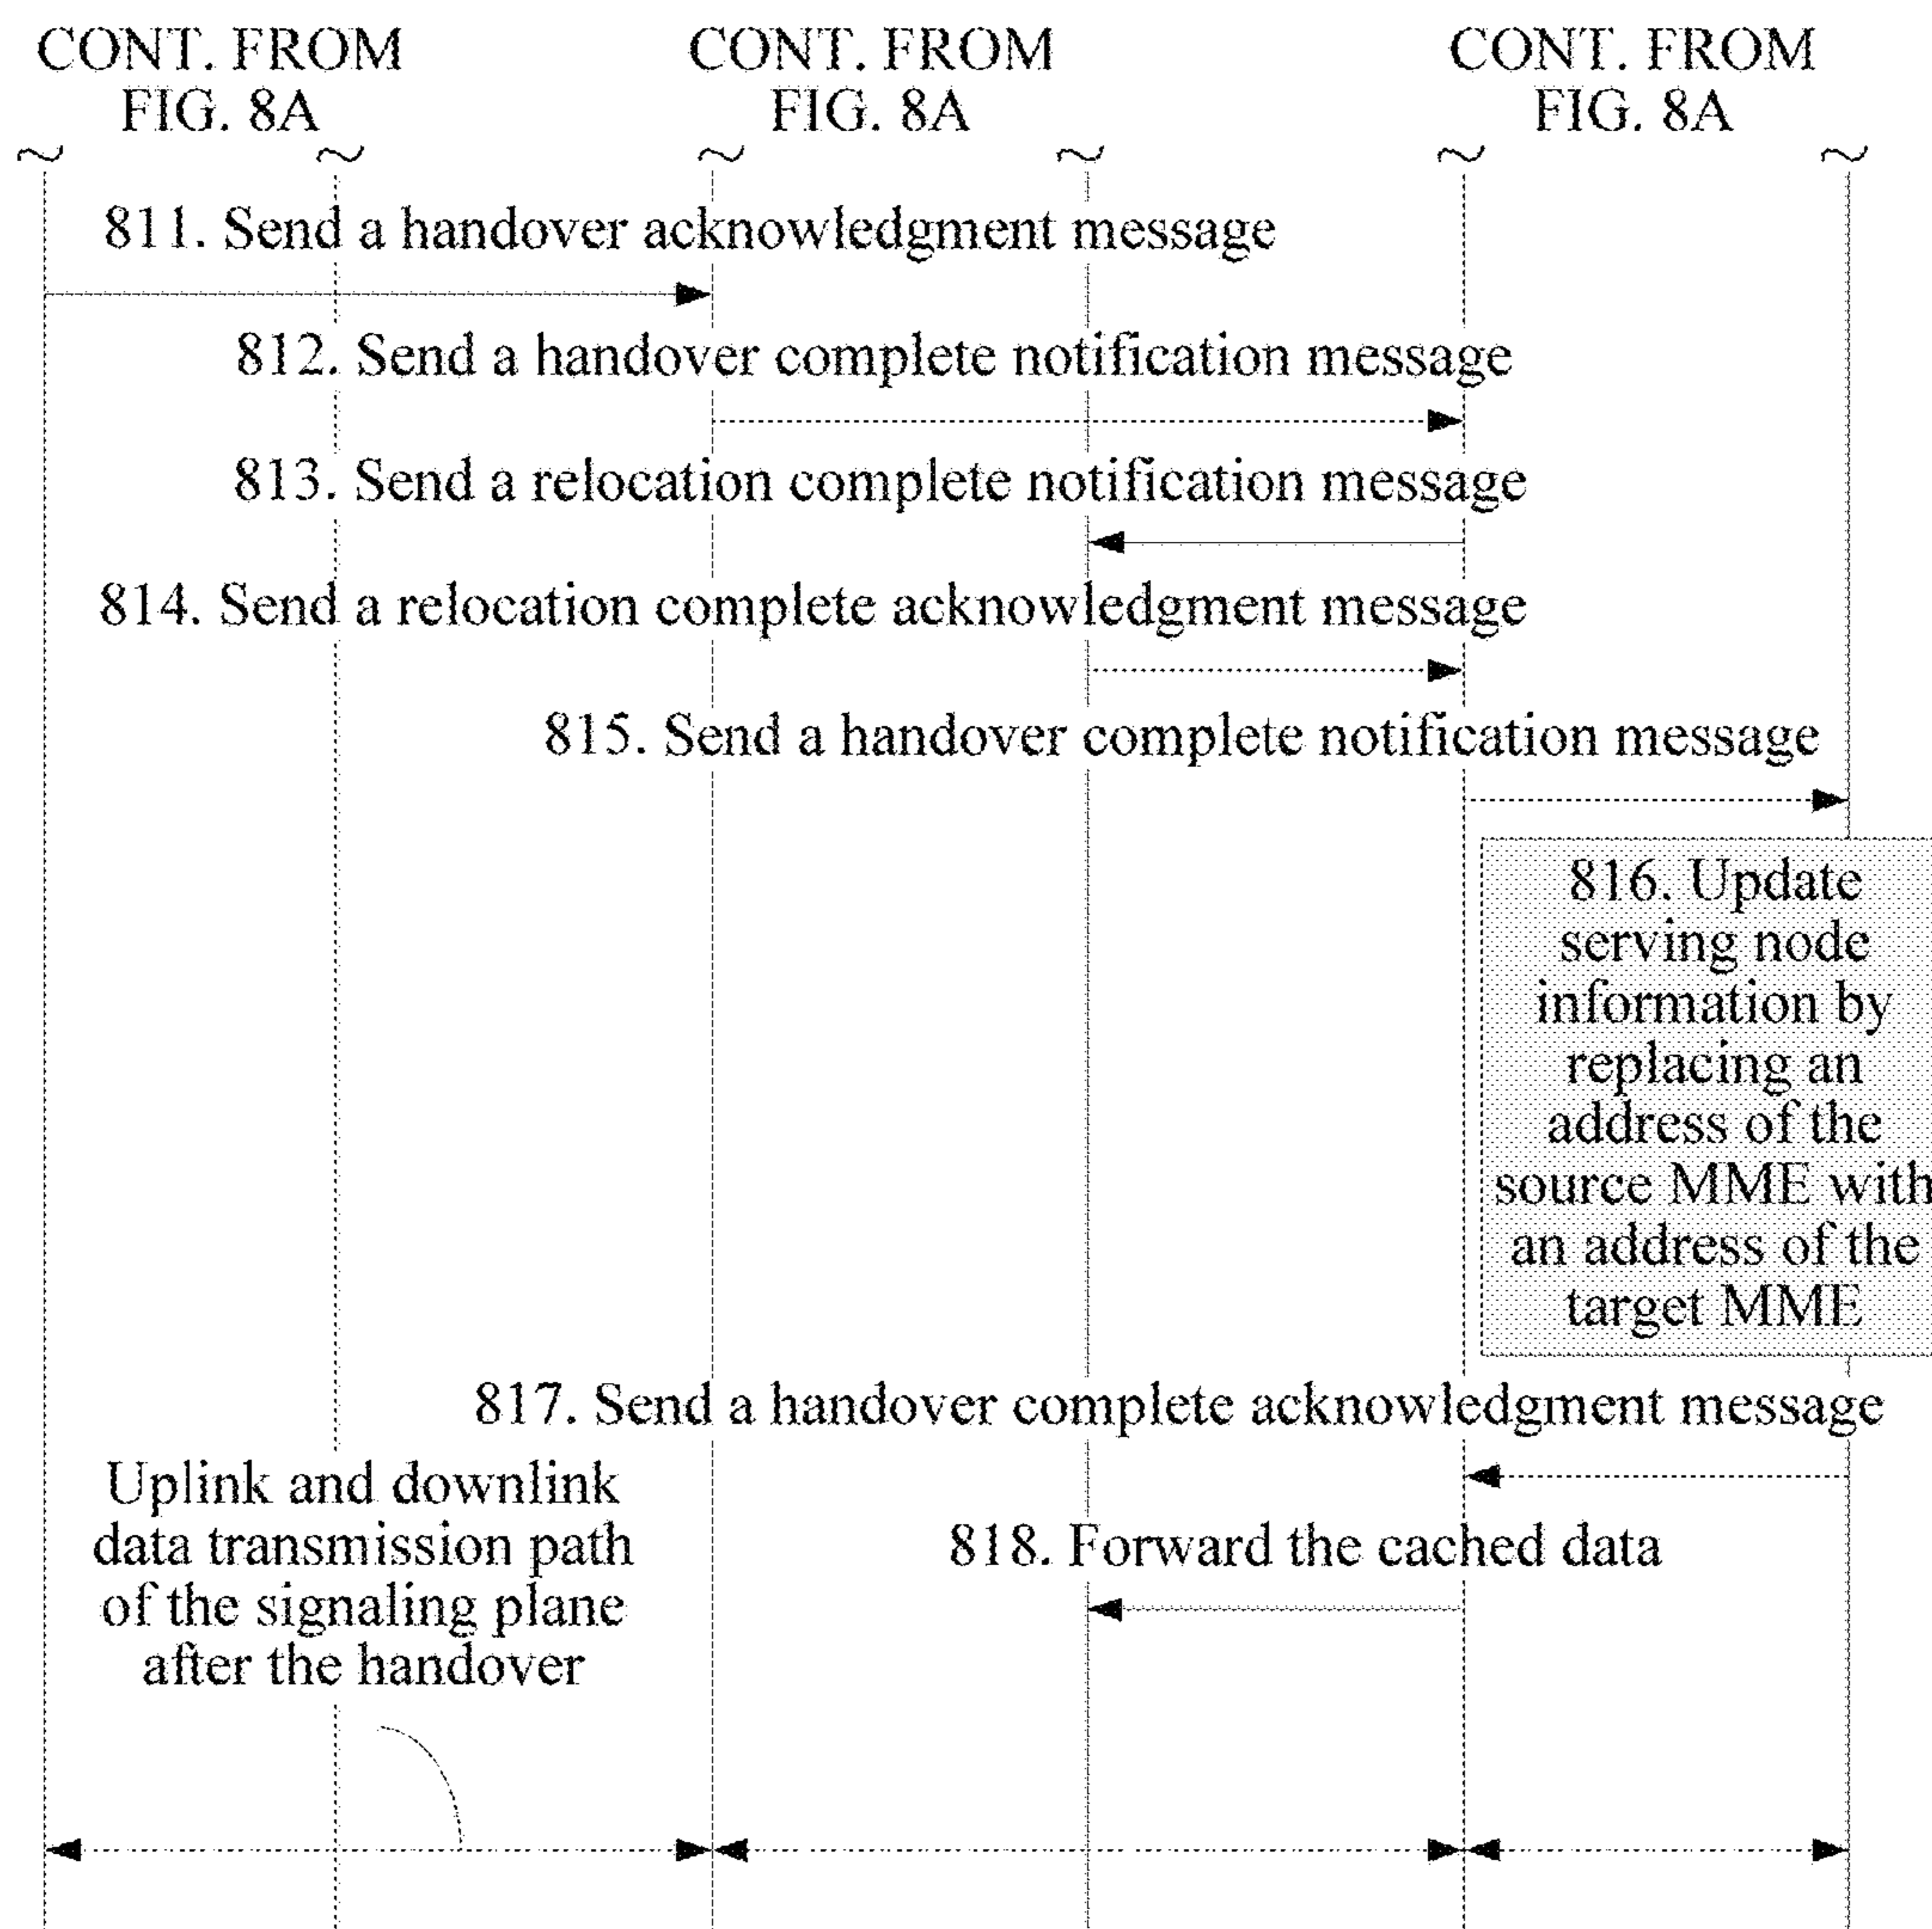 CONT. FROM
FIG. 8A
CONT. FROM
FIG. 8A
CONT. FROM
FIG. 8A
811. Send a handover acknowledgment message
812. Send a handover complete notification message
813. Send a relocation complete notification message
814. Send a relocation complete acknowledgment message
815. Send a handover complete notification message
816. Update
serving node
information by
replacing an
address of the
source MME with
an address of the
target MME
817. Send a handover complete acknowledgment message
Uplink and downlink
data transmission path
of the signaling plane
after the handover
818. Forward the cached data